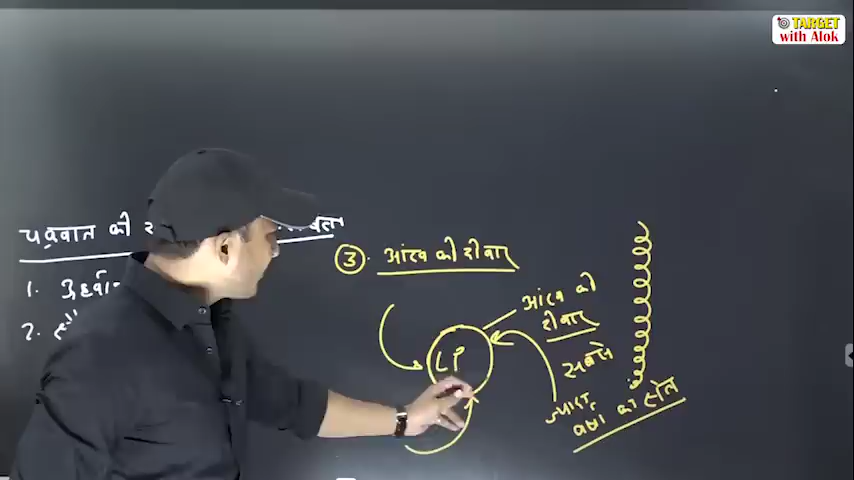 TARGET
with Alok
चक्रवात की
1.
2.
③. आंख की दीवार
आंख की
दीवार
LP
सबसे
ज्यादा
वर्षा का स्रोत